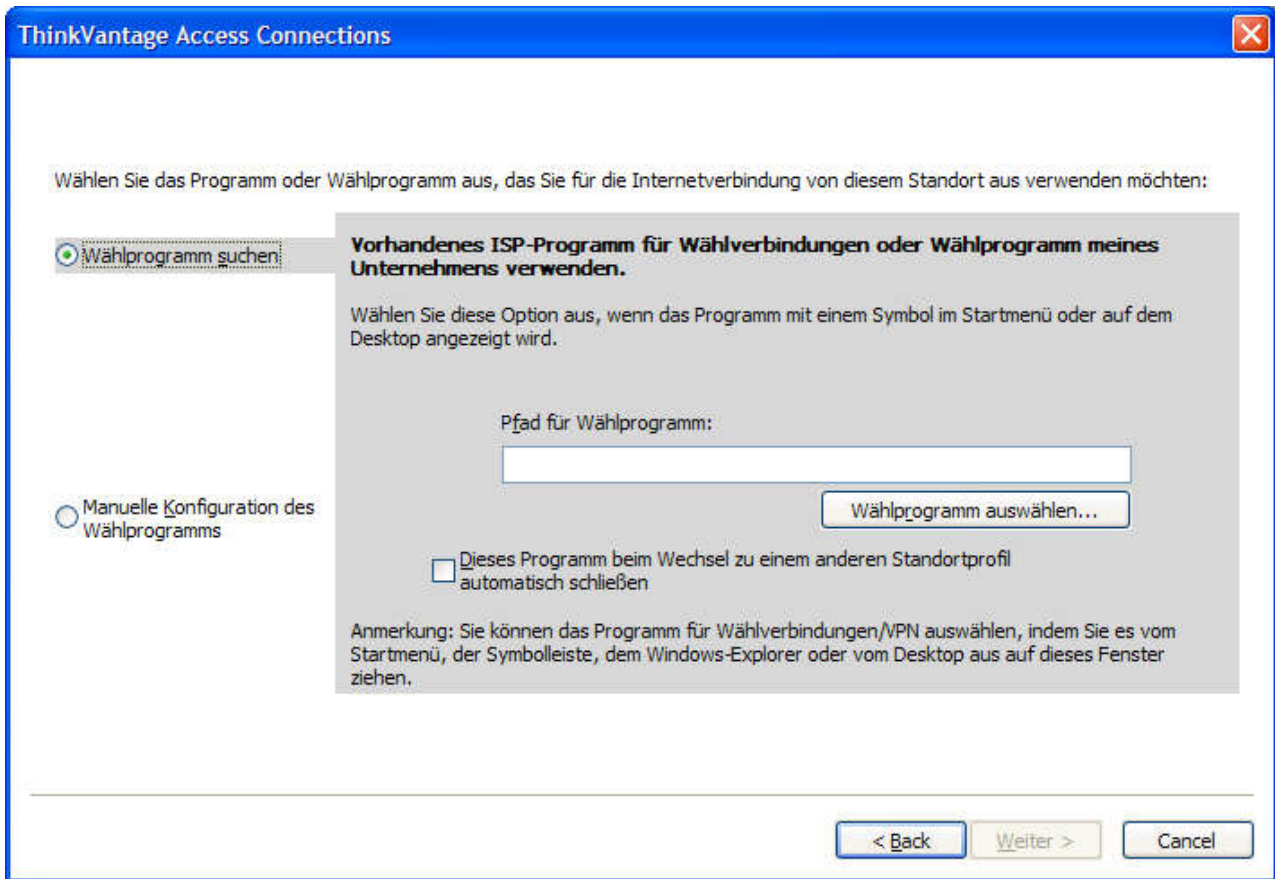 ThinkVantage Access Connections
Wählen Sie das Programm oder Wählprogramm aus, das Sie für die Internetverbindung von diesem Standort aus verwenden möchten:
Wählprogramm suchen
Vorhandenes ISP-Programm für Wählverbindungen oder Wählprogramm meines
Unternehmens verwenden.
Wählen Sie diese Option aus, wenn das Programm mit einem Symbol im Startmenü oder auf dem
Desktop angezeigt wird.
Pfad für Wählprogramm:
Manuelle Konfiguration des
Wählprogramms
Wählprogramm auswählen...
Dieses Programm beim Wechsel zu einem anderen Standortprofil
automatisch schließen
Anmerkung: Sie können das Programm für Wählverbindungen/VPN auswählen, indem Sie es vom
Startmenü, der Symbolleiste, dem Windows-Explorer oder vom Desktop aus auf dieses Fenster
ziehen.
< Back
Weiter >
Cancel